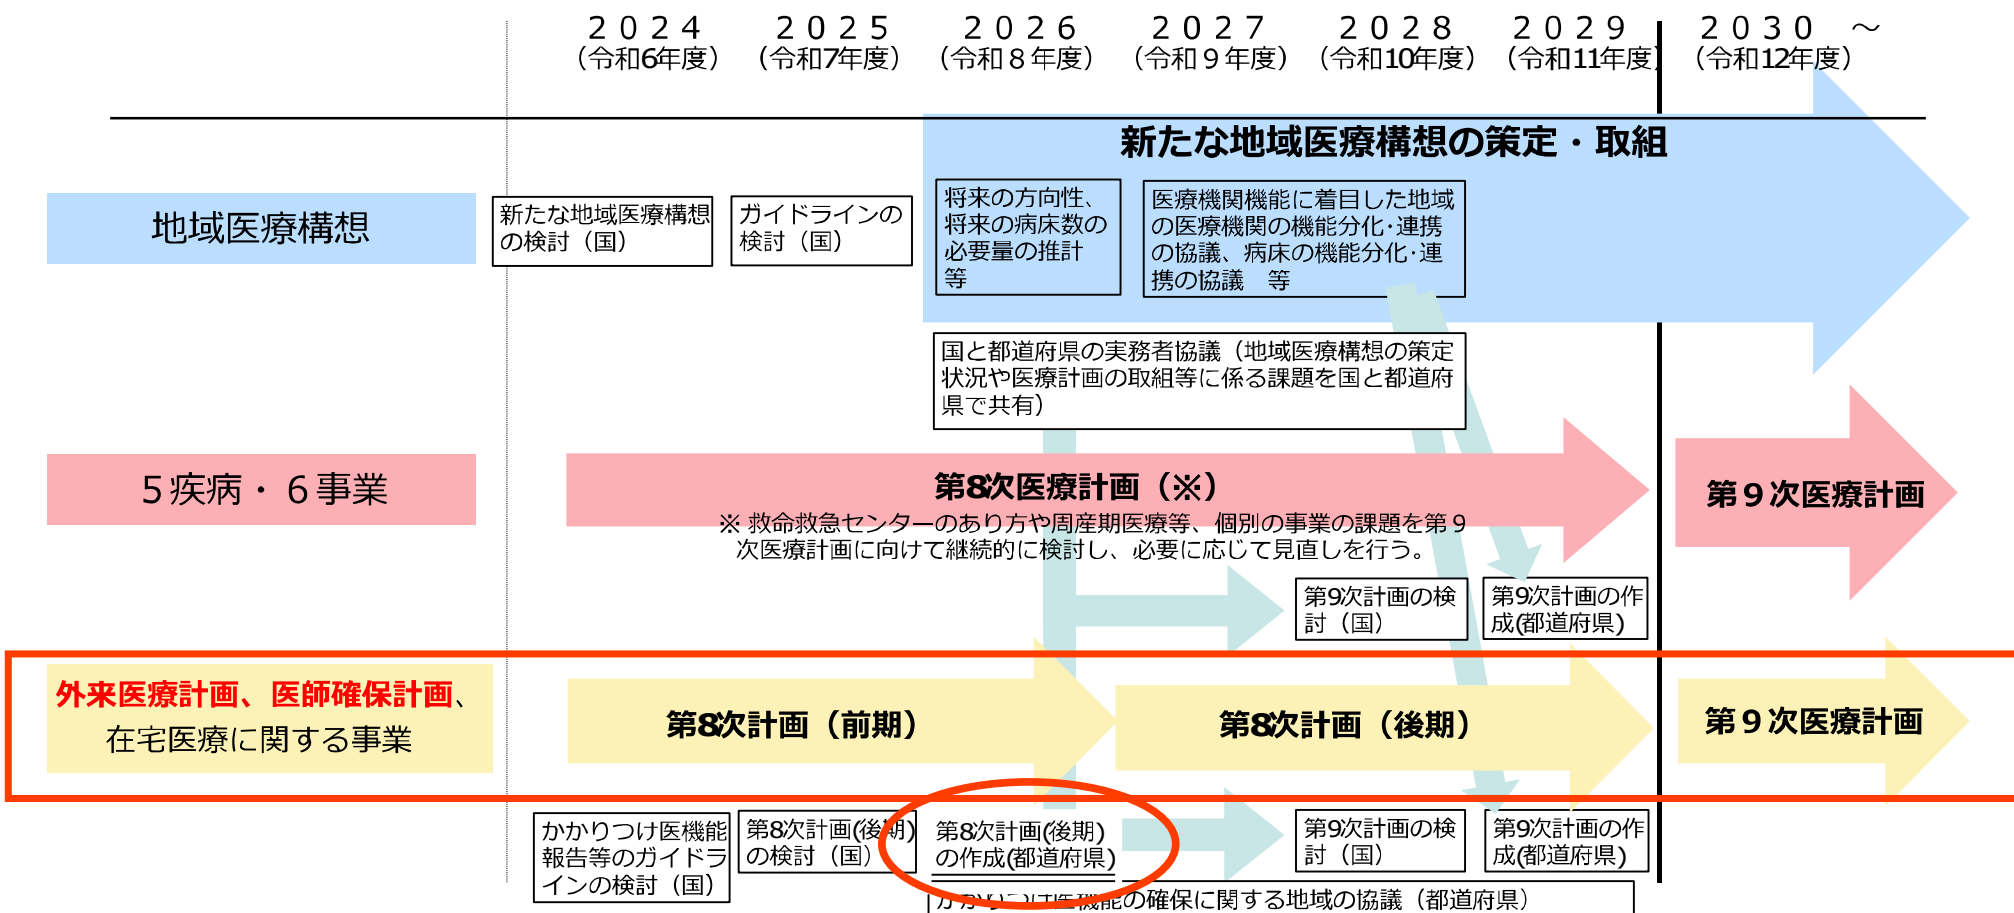 ２０２４
（令和6年度）
２０２５
（令和7年度）
２０２６
（令和８年度）
２０２７
（令和９年度）
２０２８
（令和10年度）
２０２９
（令和11年度）
２０３０　～
（令和12年度）
新たな地域医療構想の策定・取組
地域医療構想
新たな地域医療構想
の検討（国）
ガイドラインの
検討（国）
将来の方向性、
将来の病床数の
必要量の推計
等
医療機関機能に着目した地域
の医療機関の機能分化・連携
の協議、病床の機能分化・連
携の協議　等
国と都道府県の実務者協議（地域医療構想の策定
状況や医療計画の取組等に係る課題を国と都道府
県で共有）
５疾病・６事業
第8次医療計画（※）
※ 救命救急センターのあり方や周産期医療等、個別の事業の課題を第９
次医療計画に向けて継続的に検討し、必要に応じて見直しを行う。
第９次医療計画
第9次計画の検
討（国）
第9次計画の作
成(都道府県)
外来医療計画、医師確保計画、
在宅医療に関する事業
第8次計画（前期）
第8次計画（後期）
第９次医療計画
かかりつけ医機能
報告等のガイドラ
インの検討（国）
第8次計画(後期)
の検討（国）
第8次計画(後期)
の作成(都道府県)
第9次計画の検
討（国）
第9次計画の作
成(都道府県)
かかりつけ医機能の確保に関する地域の協議（都道府県）